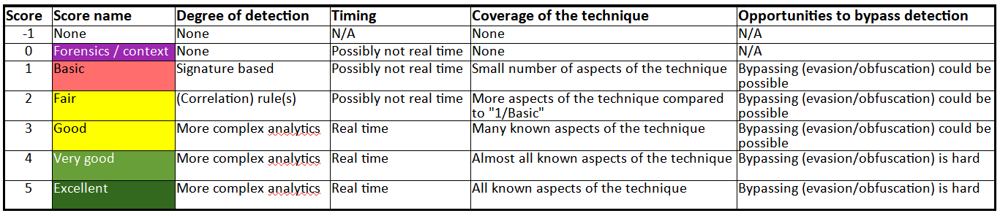 Score Score name Degree of detection Timing Coverage of the technique Opportunities to bypass detection
-1 None None N/A None N/A
0 Forensics / context None Possibly not real time None N/A
1 Basic Signature based Possibly not real time Small number of aspects of the technique Bypassing (evasion/obfuscation) could be
possible
2 Fair (Correlation) rule(s) Possibly not real time More aspects of the technique compared Bypassing (evasion/obfuscation) could be
to "1/Basic" possible
3 Good More complex analytics Real time Many known aspects of the technique Bypassing (evasion/obfuscation) could be
possible
4 Very good More complex analytics Real time Almost all known aspects of the technique Bypassing (evasion/obfuscation) is hard
5 Excellent More complex analytics Real time All known aspects of the technique Bypassing (evasion/obfuscation) is hard